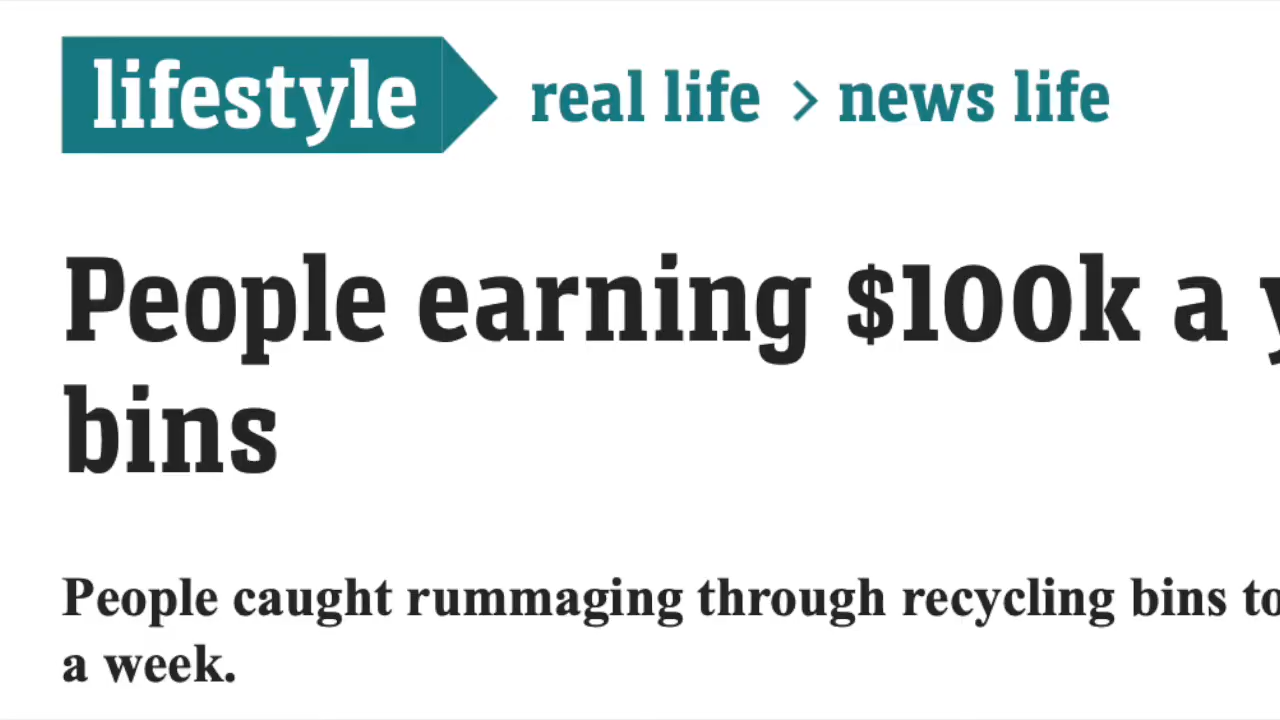 lifestyle real life > news life
People earning $100k a
bins
People caught rummaging through recycling bins to
a week.